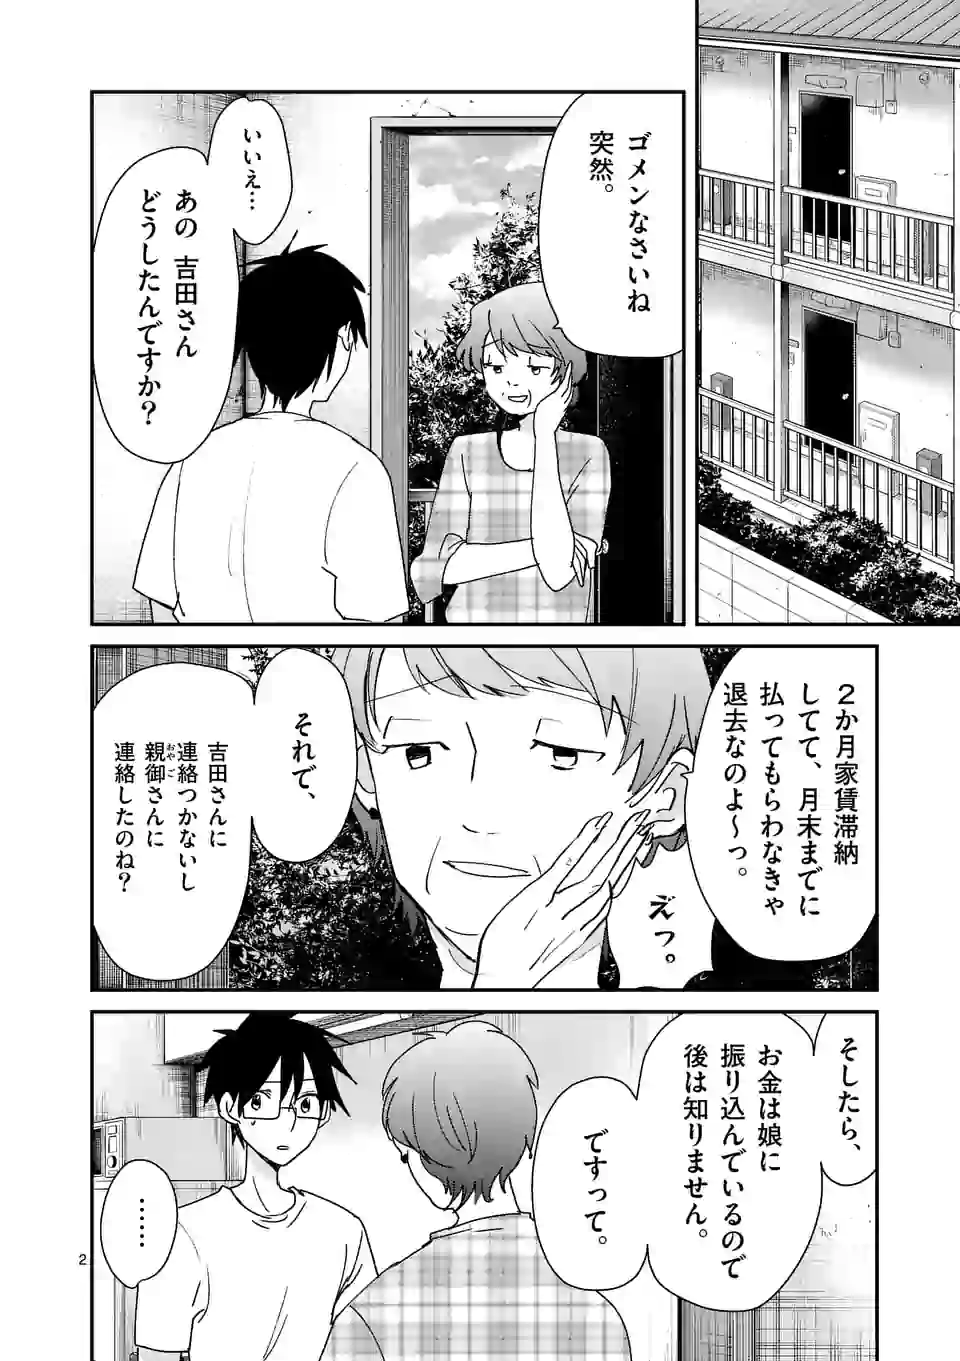 ゴメンなさいね
突然。
いいえ…
あの 吉田さん
どうしたんですか？
２か月家賃滞納
してて、月末までに
払ってもらわなきゃ
退去なのよ～っ。
えっ。
それで、
吉田さんに
連絡つかないし
親御さんに
おやご
連絡したのね？
そしたら、
お金は娘に
振り込んでいるので
後は知りません。
ですって。
……
2